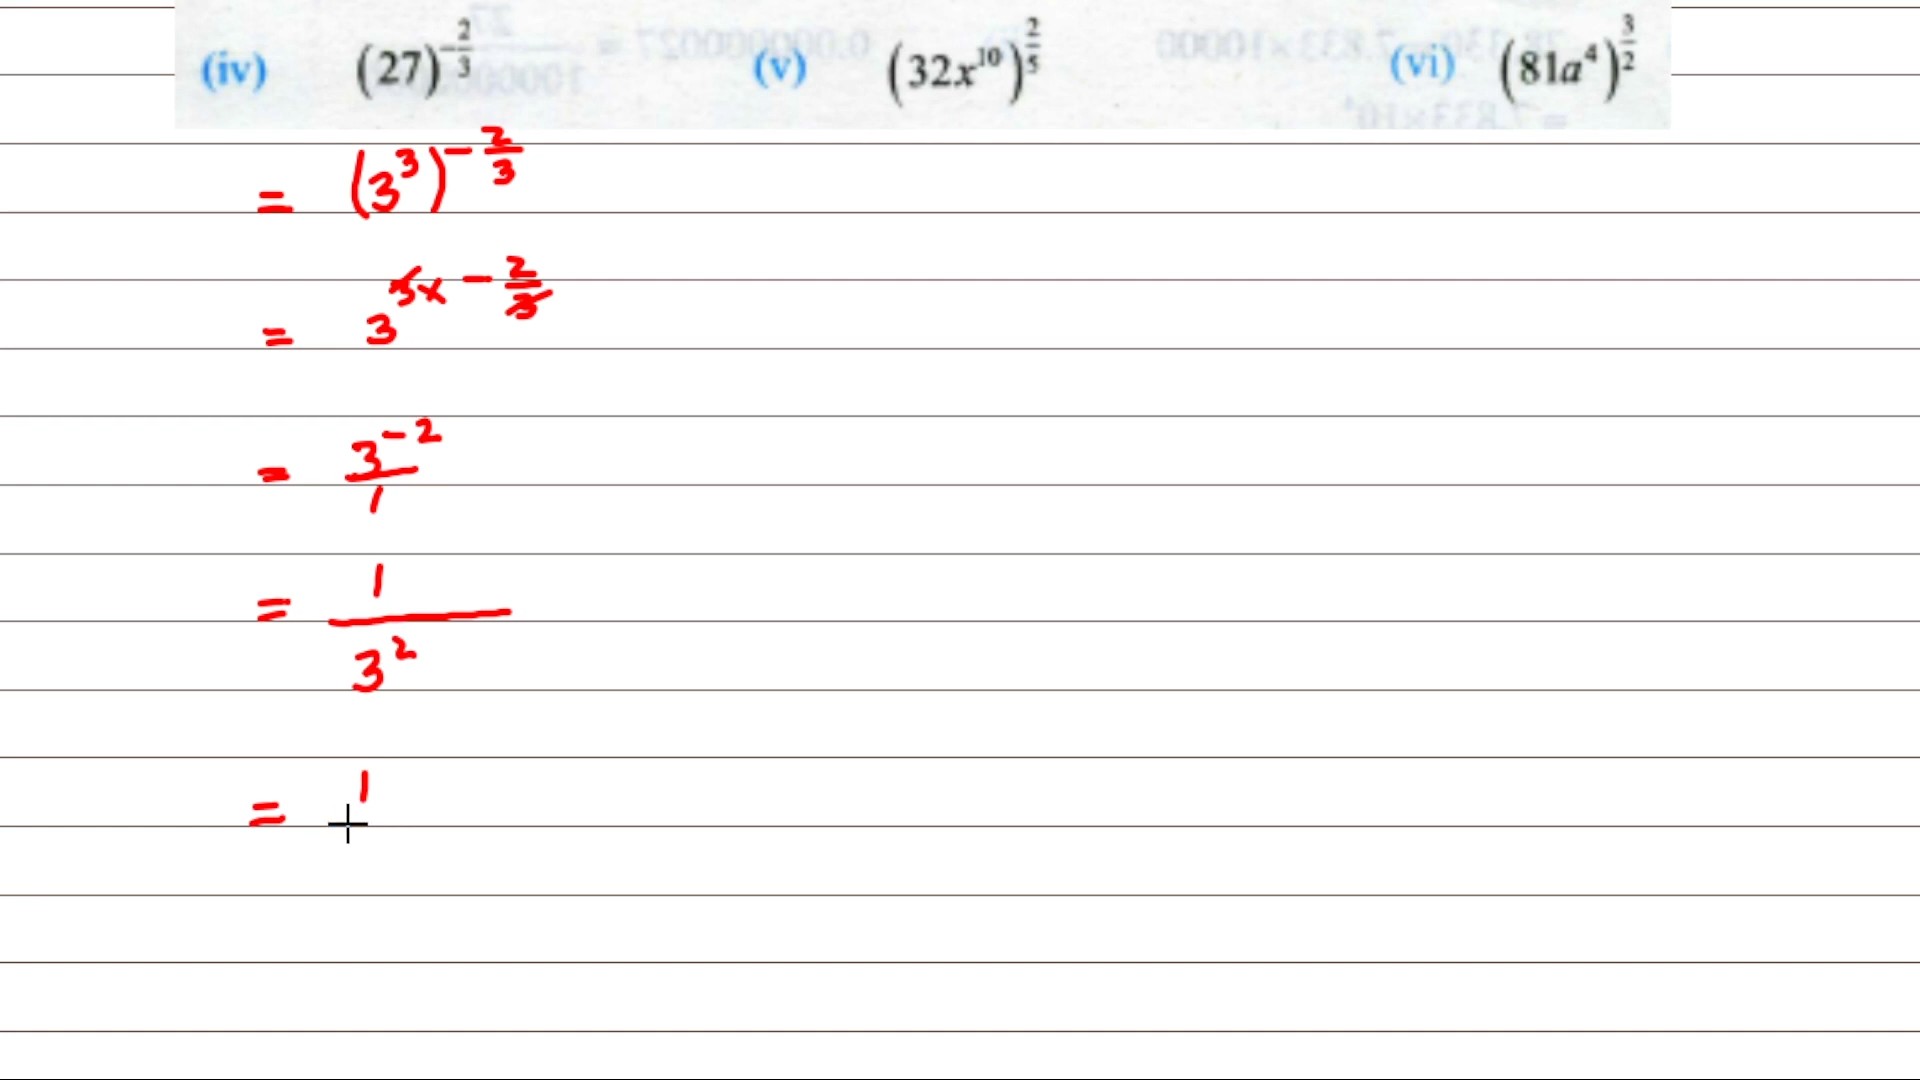 (iv) (27)^{-2/3} (v) (32x^{10})^{2/5} (vi) (81a^4)^{3/2}
= (3^3)^{-2/3}
= 3^{3x-2/3}
= 3^{-2}/1
= 1/3^2
= 1